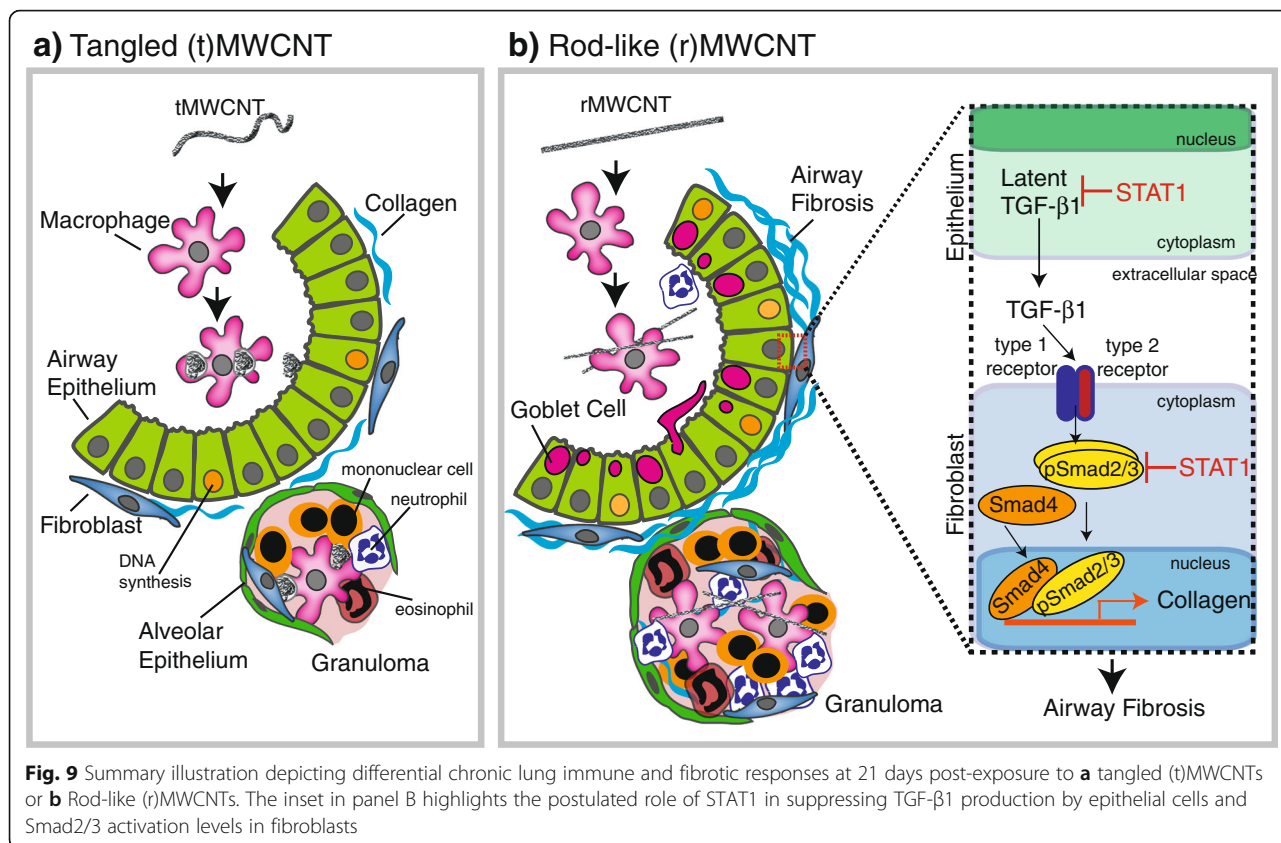 a) Tangled (t)MWCNT
tMWCNT
Macrophage
Collagen
Airway
Epithelium
Fibroblast
DNA
synthesis
mononuclear cell
neutrophil
eosinophil
Alveolar
Epithelium
Granuloma
b) Rod-like (r)MWCNT
rMWCNT
Airway
Fibrosis
Goblet Cell
Granuloma
Epithelium
nucleus
Latent
TGF-β1
STAT1
cytoplasm
extracellular space
TGF-β1
type 1
receptor
type 2
receptor
Fibroblast
cytoplasm
pSmad2/3
STAT1
Smad4
nucleus
Smad4
pSmad2/3
Collagen
Airway Fibrosis
Fig. 9 Summary illustration depicting differential chronic lung immune and fibrotic responses at 21 days post-exposure to a tangled (t)MWCNTs
or b Rod-like (r)MWCNTs. The inset in panel B highlights the postulated role of STAT1 in suppressing TGF-β1 production by epithelial cells and
Smad2/3 activation levels in fibroblasts